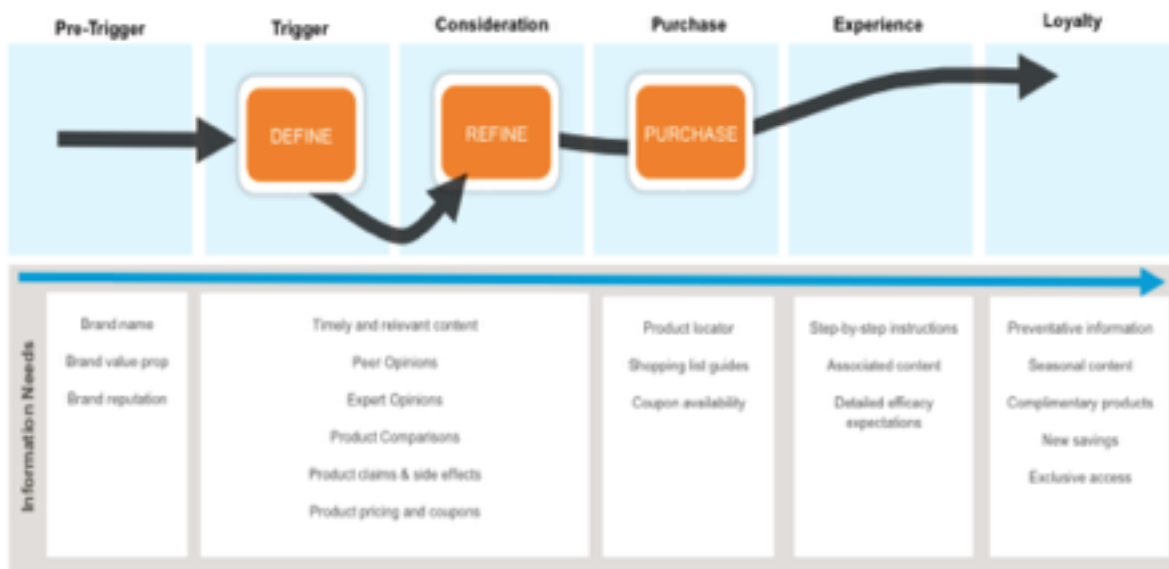 Pre-Trigger
Trigger
Consideration
Purchase
Experience
Loyalty
DEFINE
REFINE
PURCHASE
Information Needs
Brand name
Brand value prop
Brand reputation
Timely and relevant content
Peer Opinions
Expert Opinions
Product Comparisons
Product claims & side effects
Product pricing and coupons
Product locator
Shopping list guides
Coupon availability
Step-by-step instructions
Associated content
Detailed efficacy
expectations
Preventative information
Seasonal content
Complimentary products
New savings
Exclusive access